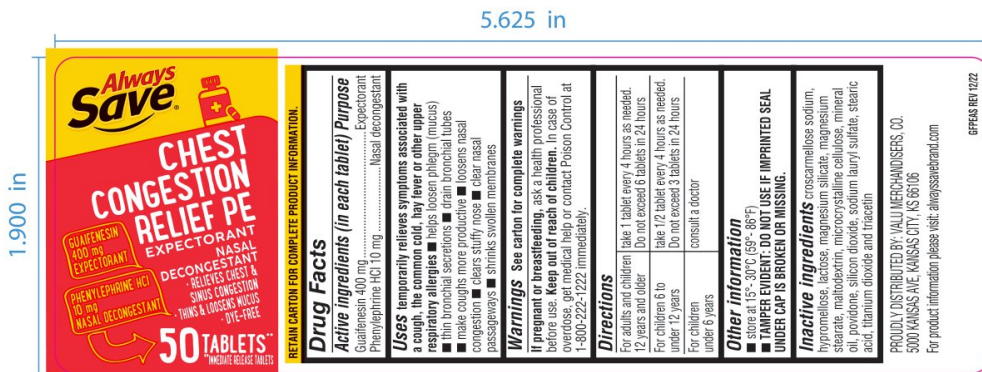 5.625 in
1.900 in
Always
Save®
CHEST
CONGESTION
RELIEF PE
EXPECTORANT
NASAL
DECONGESTANT
• RELIEVES CHEST &
SINUS CONGESTION
• THINS & LOOSENS MUCUS
• DYE-FREE
GUAIFENESIN
400 mg
EXPECTORANT
PHENYLEPHRINE HCl
10 mg
NASAL DECONGESTANT
50 TABLETS**
**IMMEDIATE RELEASE TABLETS
RETAIN CARTON FOR COMPLETE PRODUCT INFORMATION.
Drug Facts
Active ingredients (in each tablet) Purpose
Guaifenesin 400 mg ........ Expectorant
Phenylephrine HCl 10 mg ........ Nasal decongestant
Uses temporarily relieves symptoms associated with
a cough, the common cold, hay fever or other upper
respiratory allergies ■ helps loosen phlegm (mucus)
■ thin bronchial secretions ■ drain bronchial tubes
■ make coughs more productive ■ loosens nasal
congestion ■ clears stuffy nose ■ clear nasal
passageways ■ shrinks swollen membranes
Warnings See carton for complete warnings
If pregnant or breastfeeding, ask a health professional
before use. Keep out of reach of children. In case of
overdose, get medical help or contact Poison Control at
1-800-222-1222 immediately.
Directions
For adults and children take 1 tablet every 4 hours as needed.
12 years and older Do not exceed 6 tablets in 24 hours
For children 6 to take 1/2 tablet every 4 hours as needed.
under 12 years Do not exceed 3 tablets in 24 hours
For children consult a doctor
under 6 years
Other information
■ store at 15°- 30°C (59°- 86°F)
■ TAMPER EVIDENT: DO NOT USE IF IMPRINTED SEAL
UNDER CAP IS BROKEN OR MISSING.
Inactive ingredients croscarmellose sodium,
hypromellose, lactose, magnesium silicate, magnesium
stearate, maltodextrin, microcrystalline cellulose, mineral
oil, povidone, silicon dioxide, sodium lauryl sulfate, stearic
acid, titanium dioxide and triacetin
PROUDLY DISTRIBUTED BY: VALU MERCHANDISERS, CO.
5000 KANSAS AVE, KANSAS CITY, KS 66106
For product information please visit: alwayssavebrand.com
GFPEAS REV 12/22